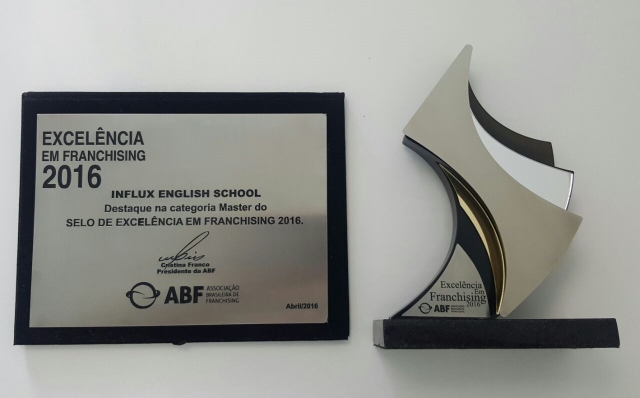 EXCELÊNCIA
EM FRANCHISING
2016
INFLUX ENGLISH SCHOOL
Destaque na categoria Master do
SELO DE EXCELÊNCIA EM FRANCHISING 2016.
Cristina Franco
Presidente da ABF
ABF ASSOCIAÇÃO
BRASILEIRA DE
FRANCHISING
Abril/2016
Excelência
Em
Franchising
2016
ABF